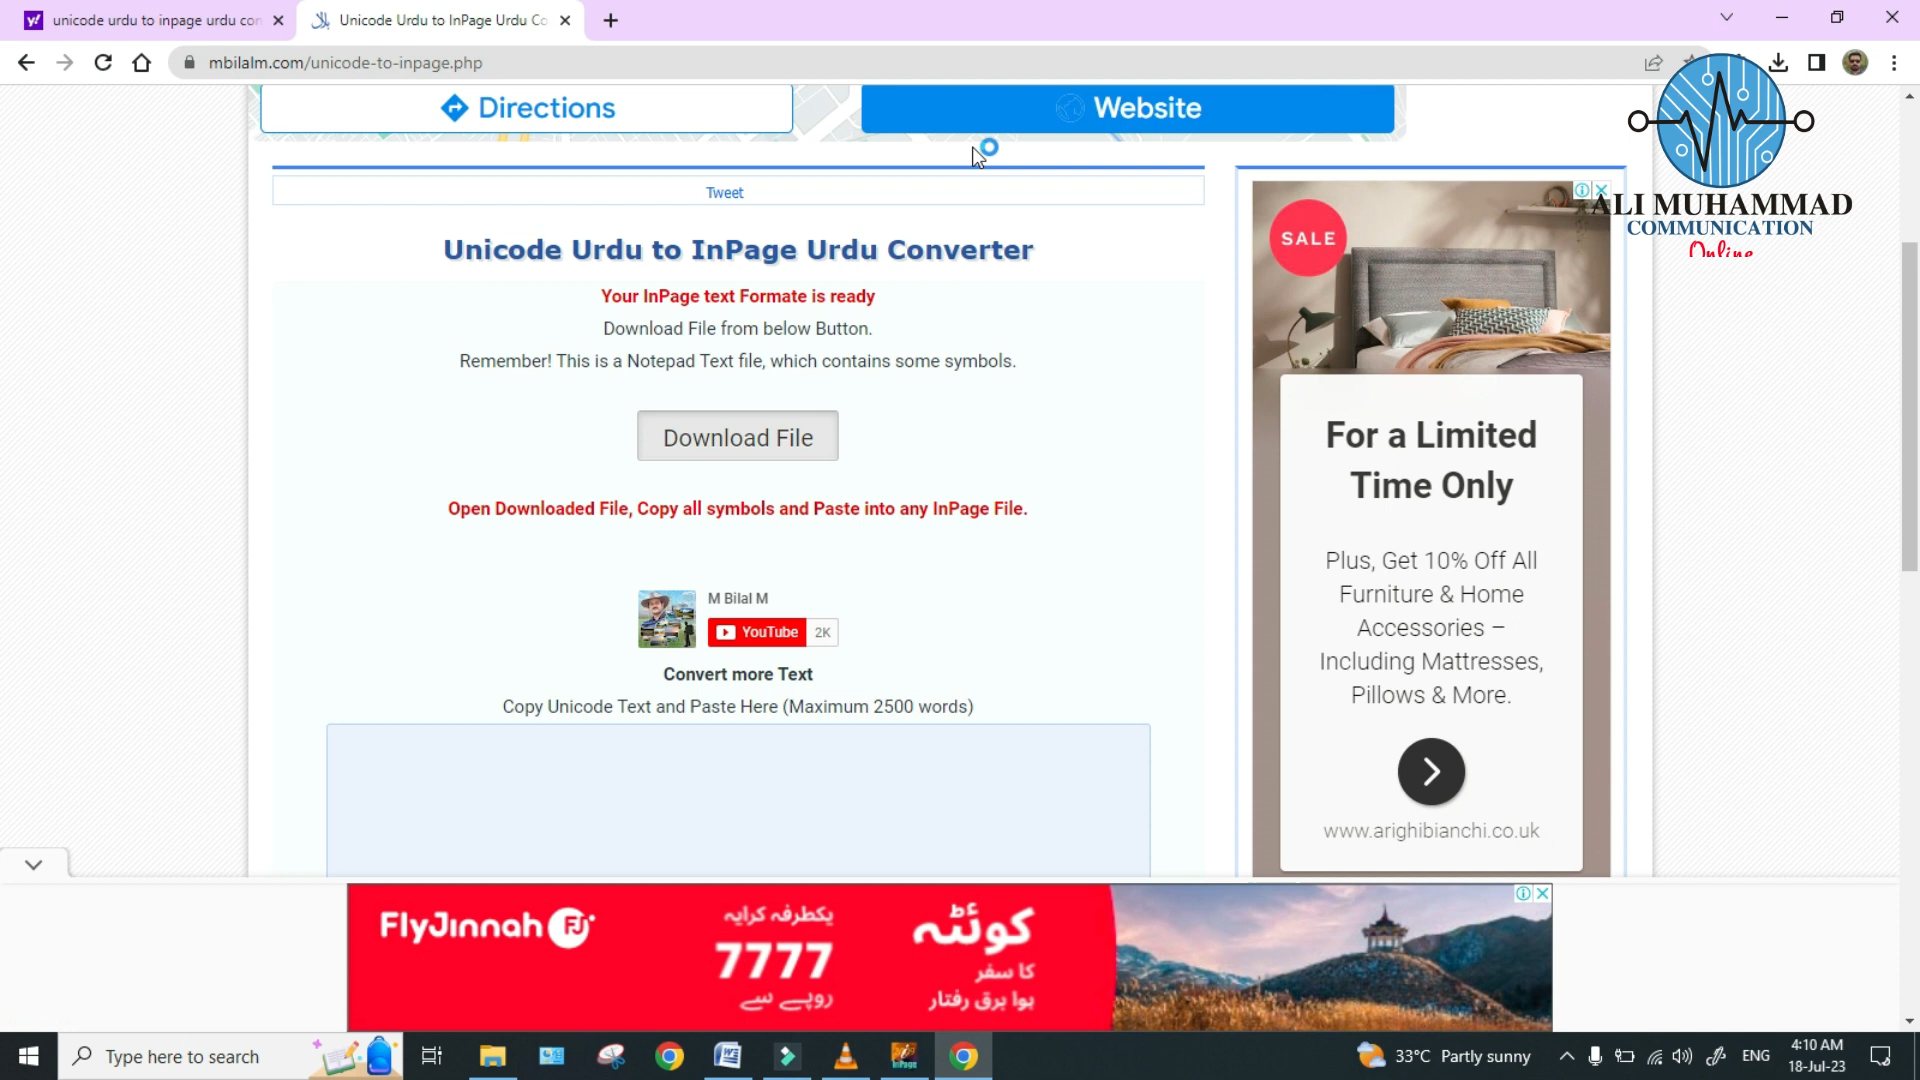 unicode urdu to inpage urdu con
Unicode Urdu to InPage Urdu Co
mbilalm.com/unicode-to-inpage.php
Directions
Website
ALI MUHAMMAD
COMMUNICATION
Online
Tweet
Unicode Urdu to InPage Urdu Converter
Your InPage text Formate is ready
Download File from below Button.
Remember! This is a Notepad Text file, which contains some symbols.
Download File
Open Downloaded File, Copy all symbols and Paste into any InPage File.
M Bilal M
YouTube
2K
Convert more Text
Copy Unicode Text and Paste Here (Maximum 2500 words)
SALE
For a Limited
Time Only
Plus, Get 10% Off All
Furniture & Home
Accessories –
Including Mattresses,
Pillows & More.
www.arighibianchi.co.uk
FlyJinnah FJ
یکطرفہ کرایہ
7777
روپے سے
کوئٹہ
کا سفر
ہوا برق رفتار
Type here to search
InPage
33°C Partly sunny
ENG
4:10 AM
18-Jul-23